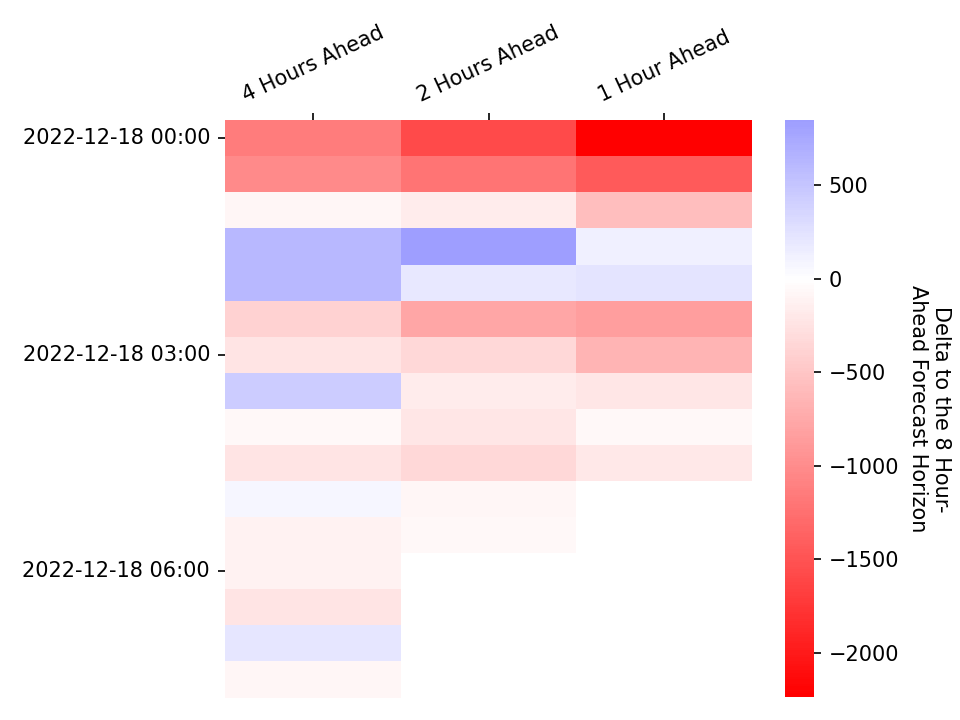 4 Hours Ahead
2 Hours Ahead
1 Hour Ahead
2022-12-18 00:00
2022-12-18 03:00
2022-12-18 06:00
500
0
−500
−1000
−1500
−2000
Delta to the 8 Hour-
Ahead Forecast Horizon